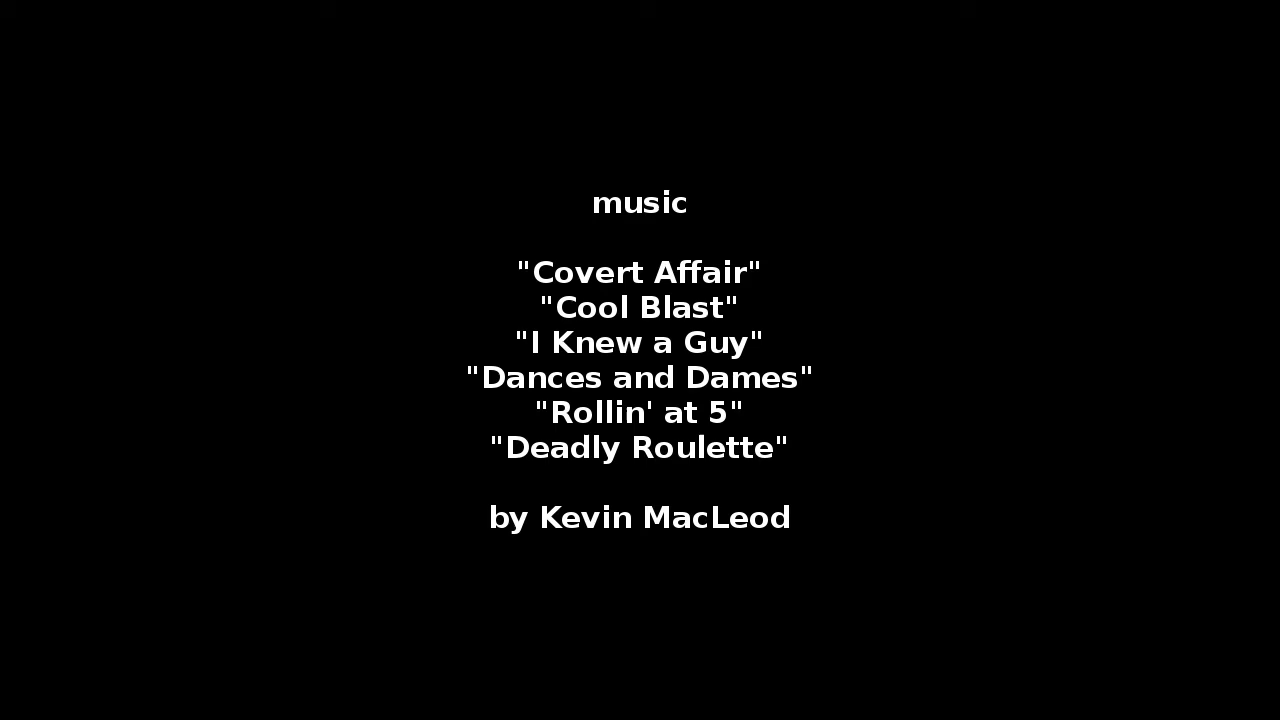 music
"Covert Affair"
"Cool Blast"
"I Knew a Guy"
"Dances and Dames"
"Rollin' at 5"
"Deadly Roulette"
by Kevin MacLeod